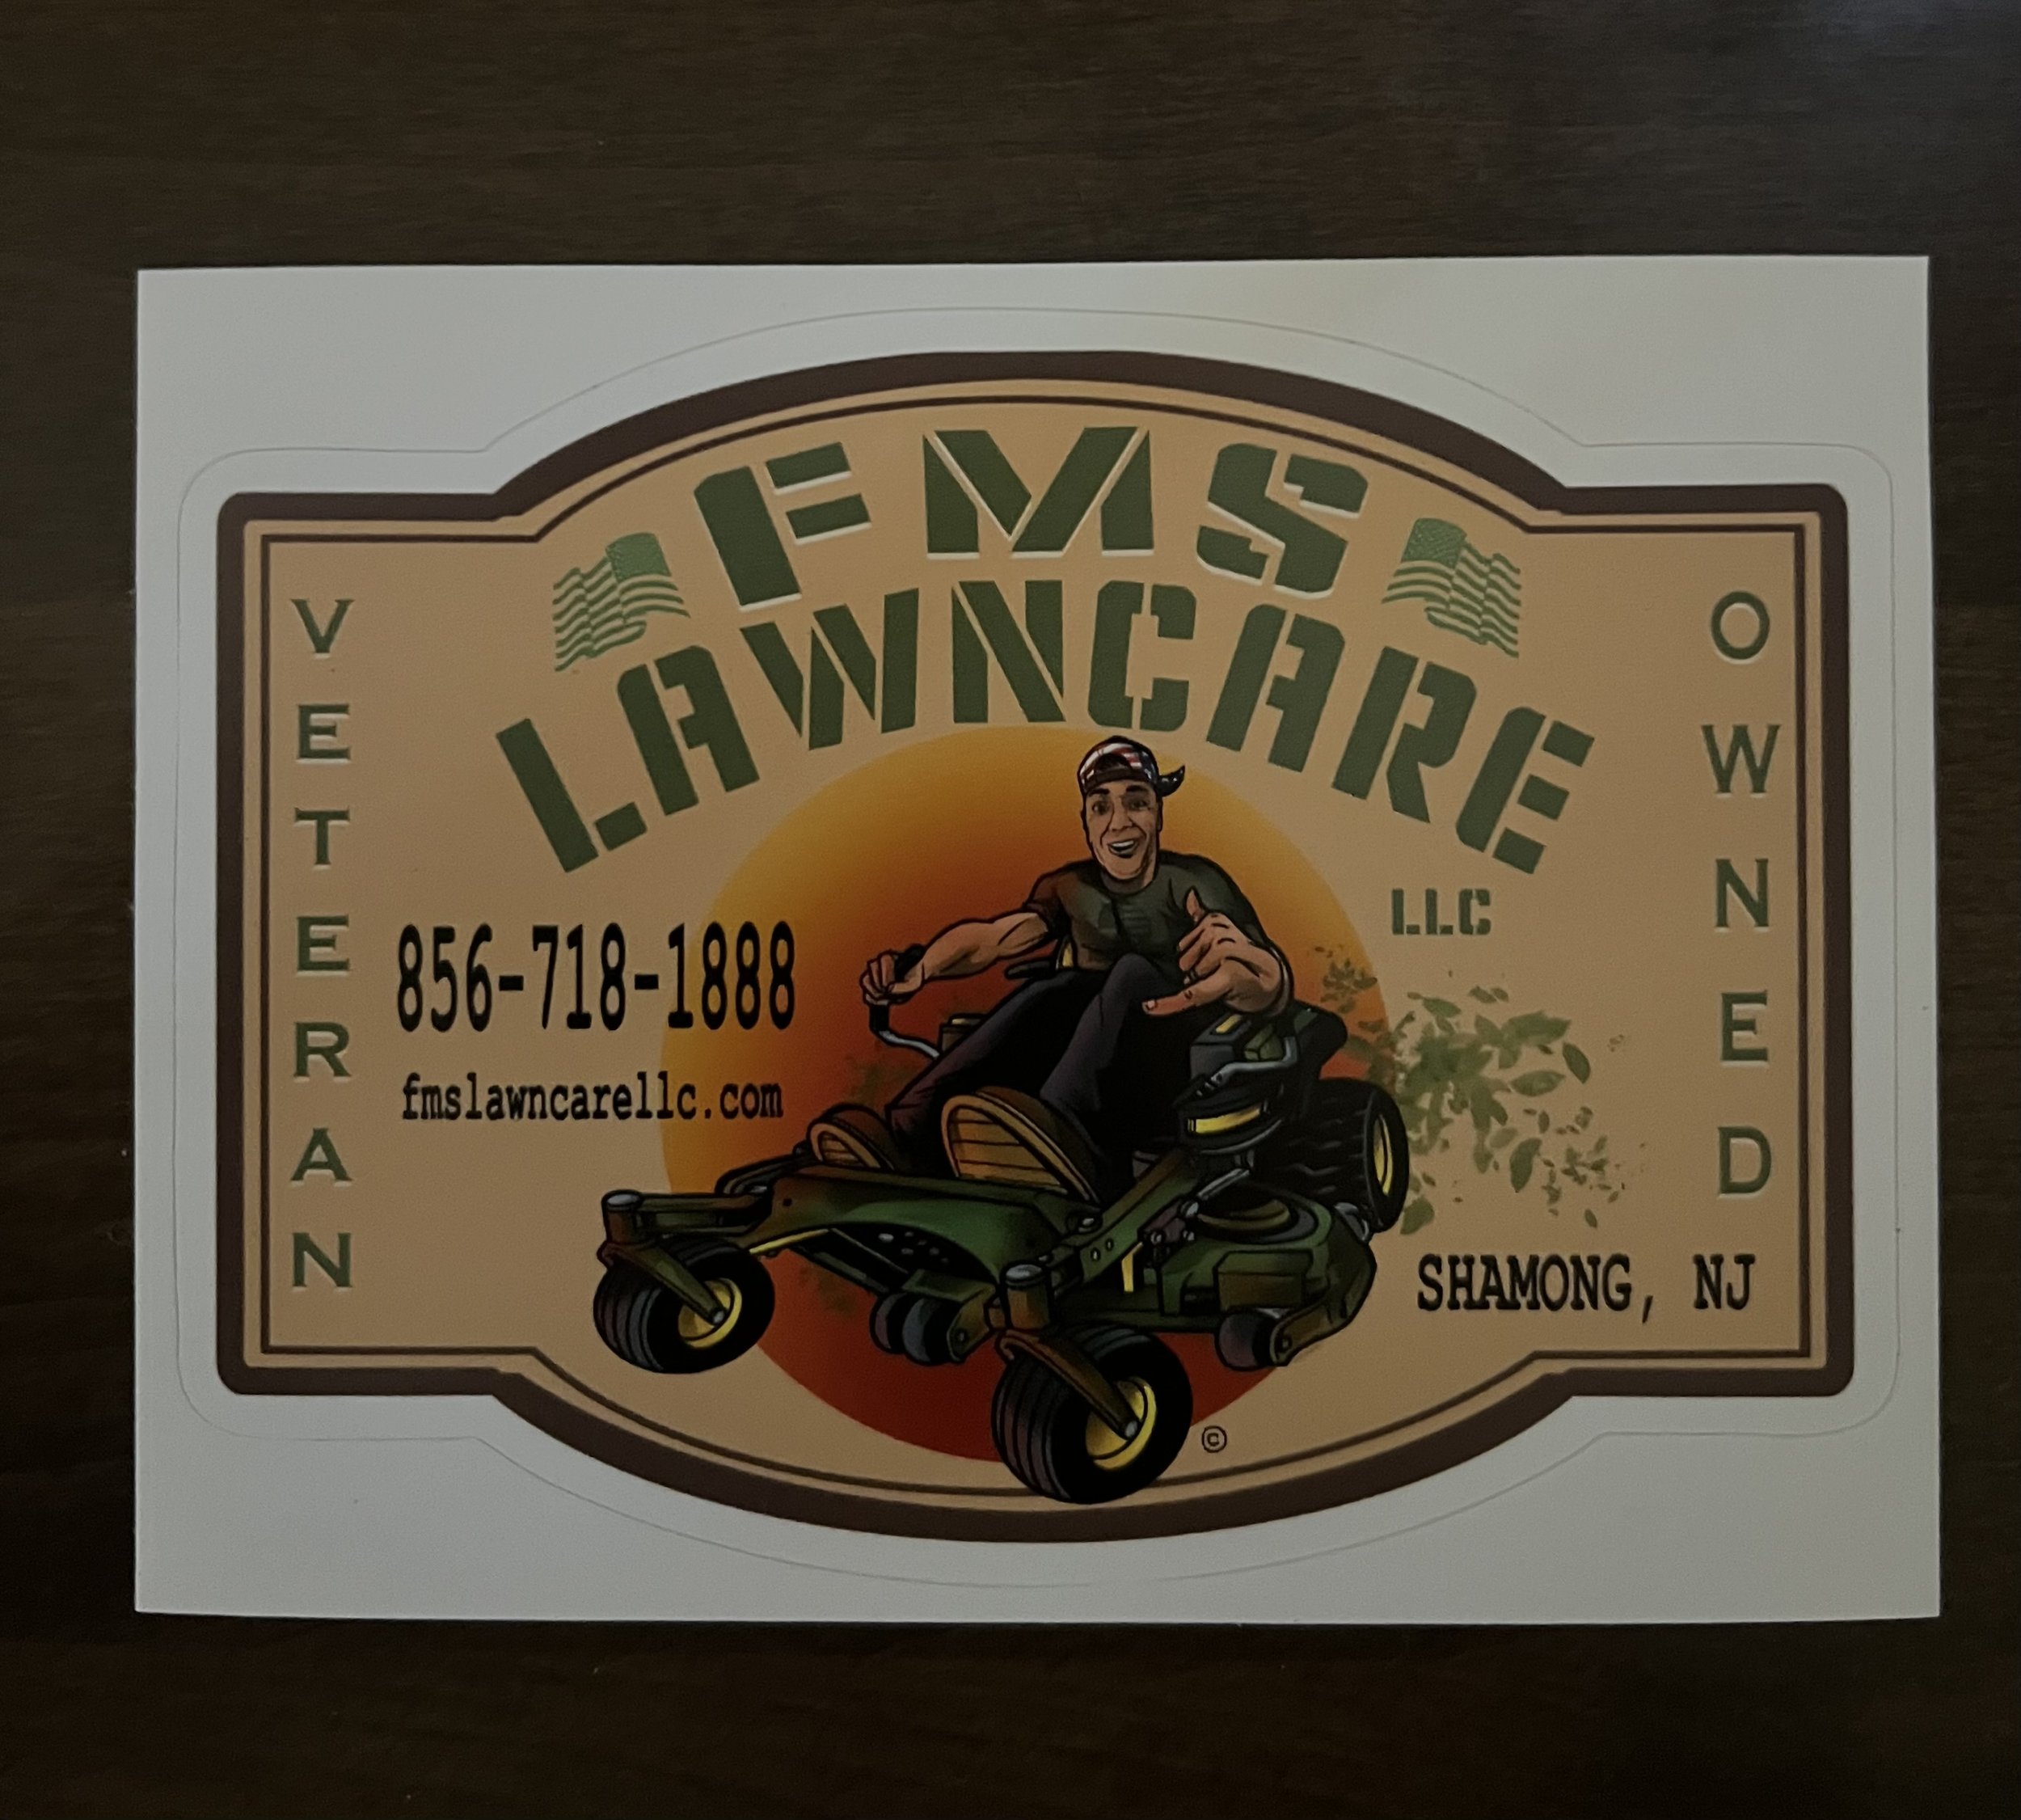 FMS
LAWNCARE
LLC
VETERAN
OWNED
856-718-1888
fmslawncarellc.com
SHAMONG, NJ
©